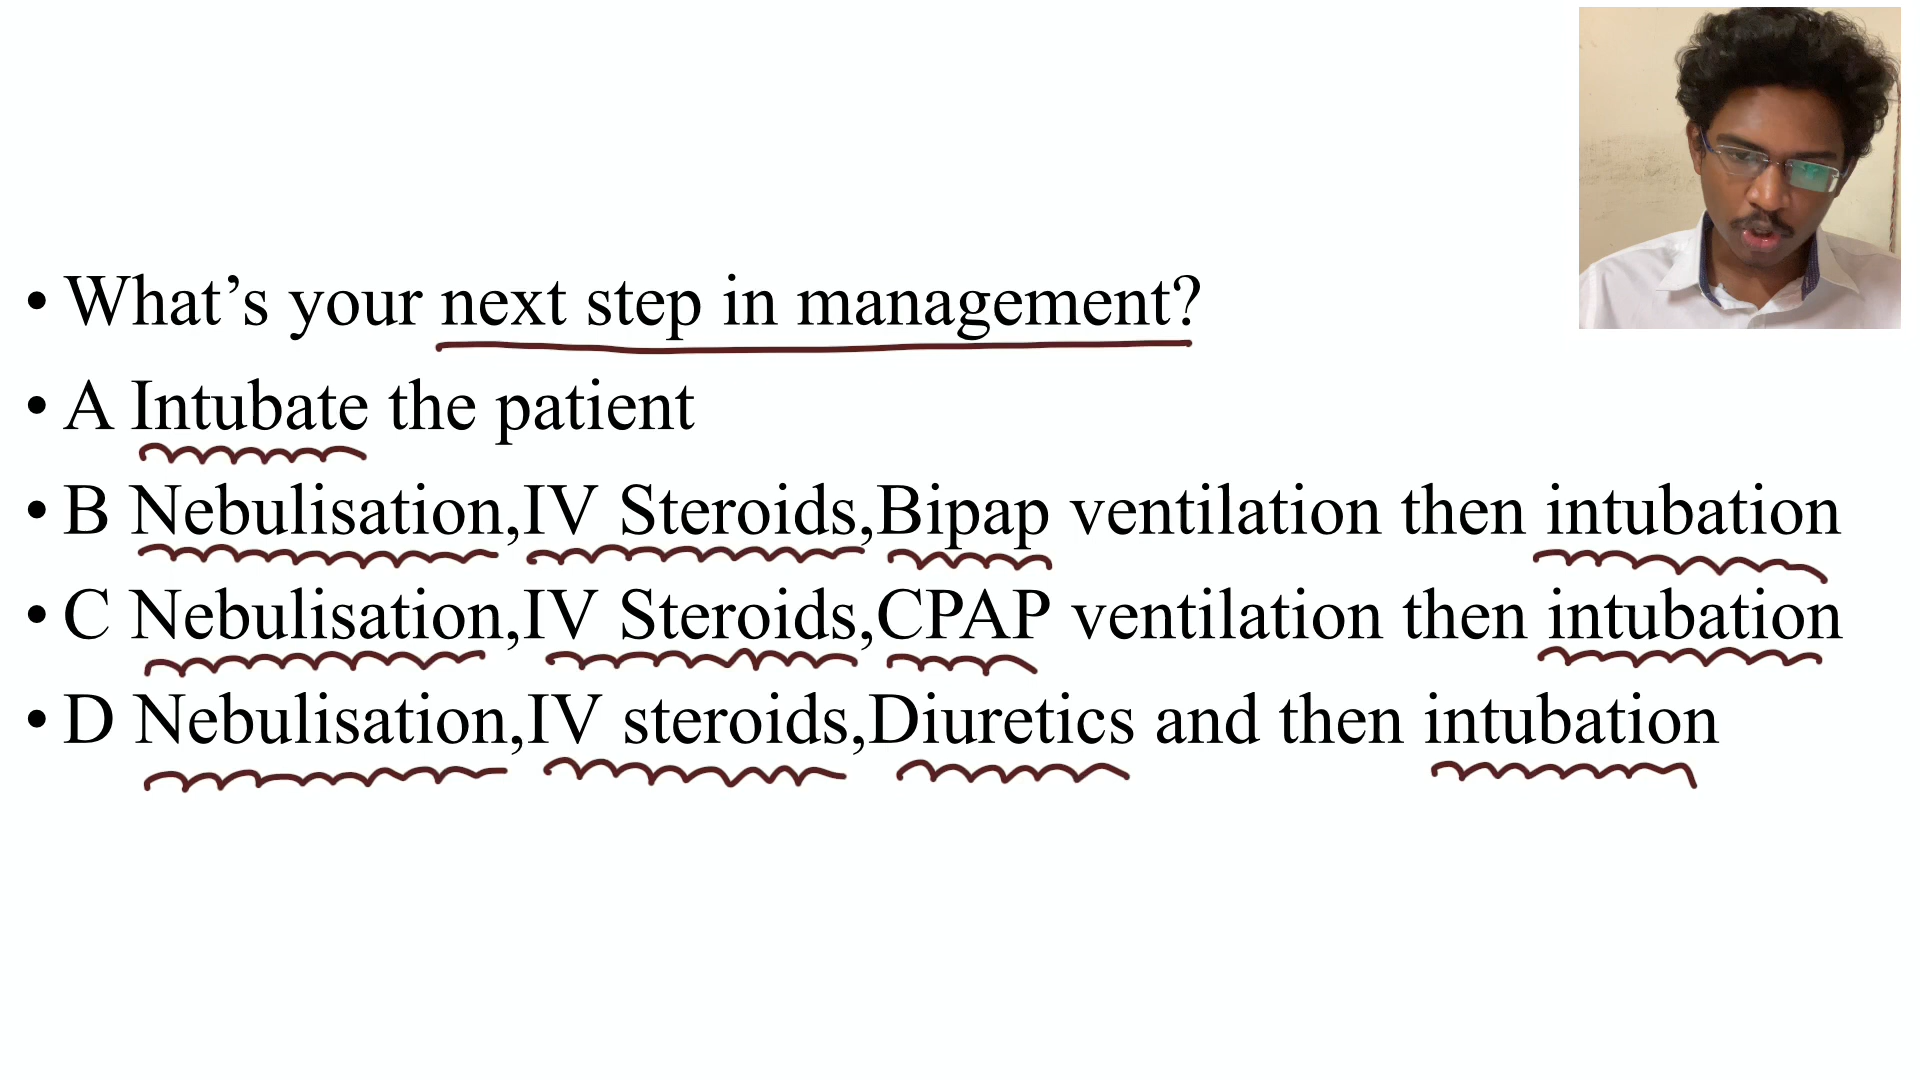 • What’s your next step in management?
• A Intubate the patient
• B Nebulisation,IV Steroids,Bipap ventilation then intubation
• C Nebulisation,IV Steroids,CPAP ventilation then intubation
• D Nebulisation,IV steroids,Diuretics and then intubation